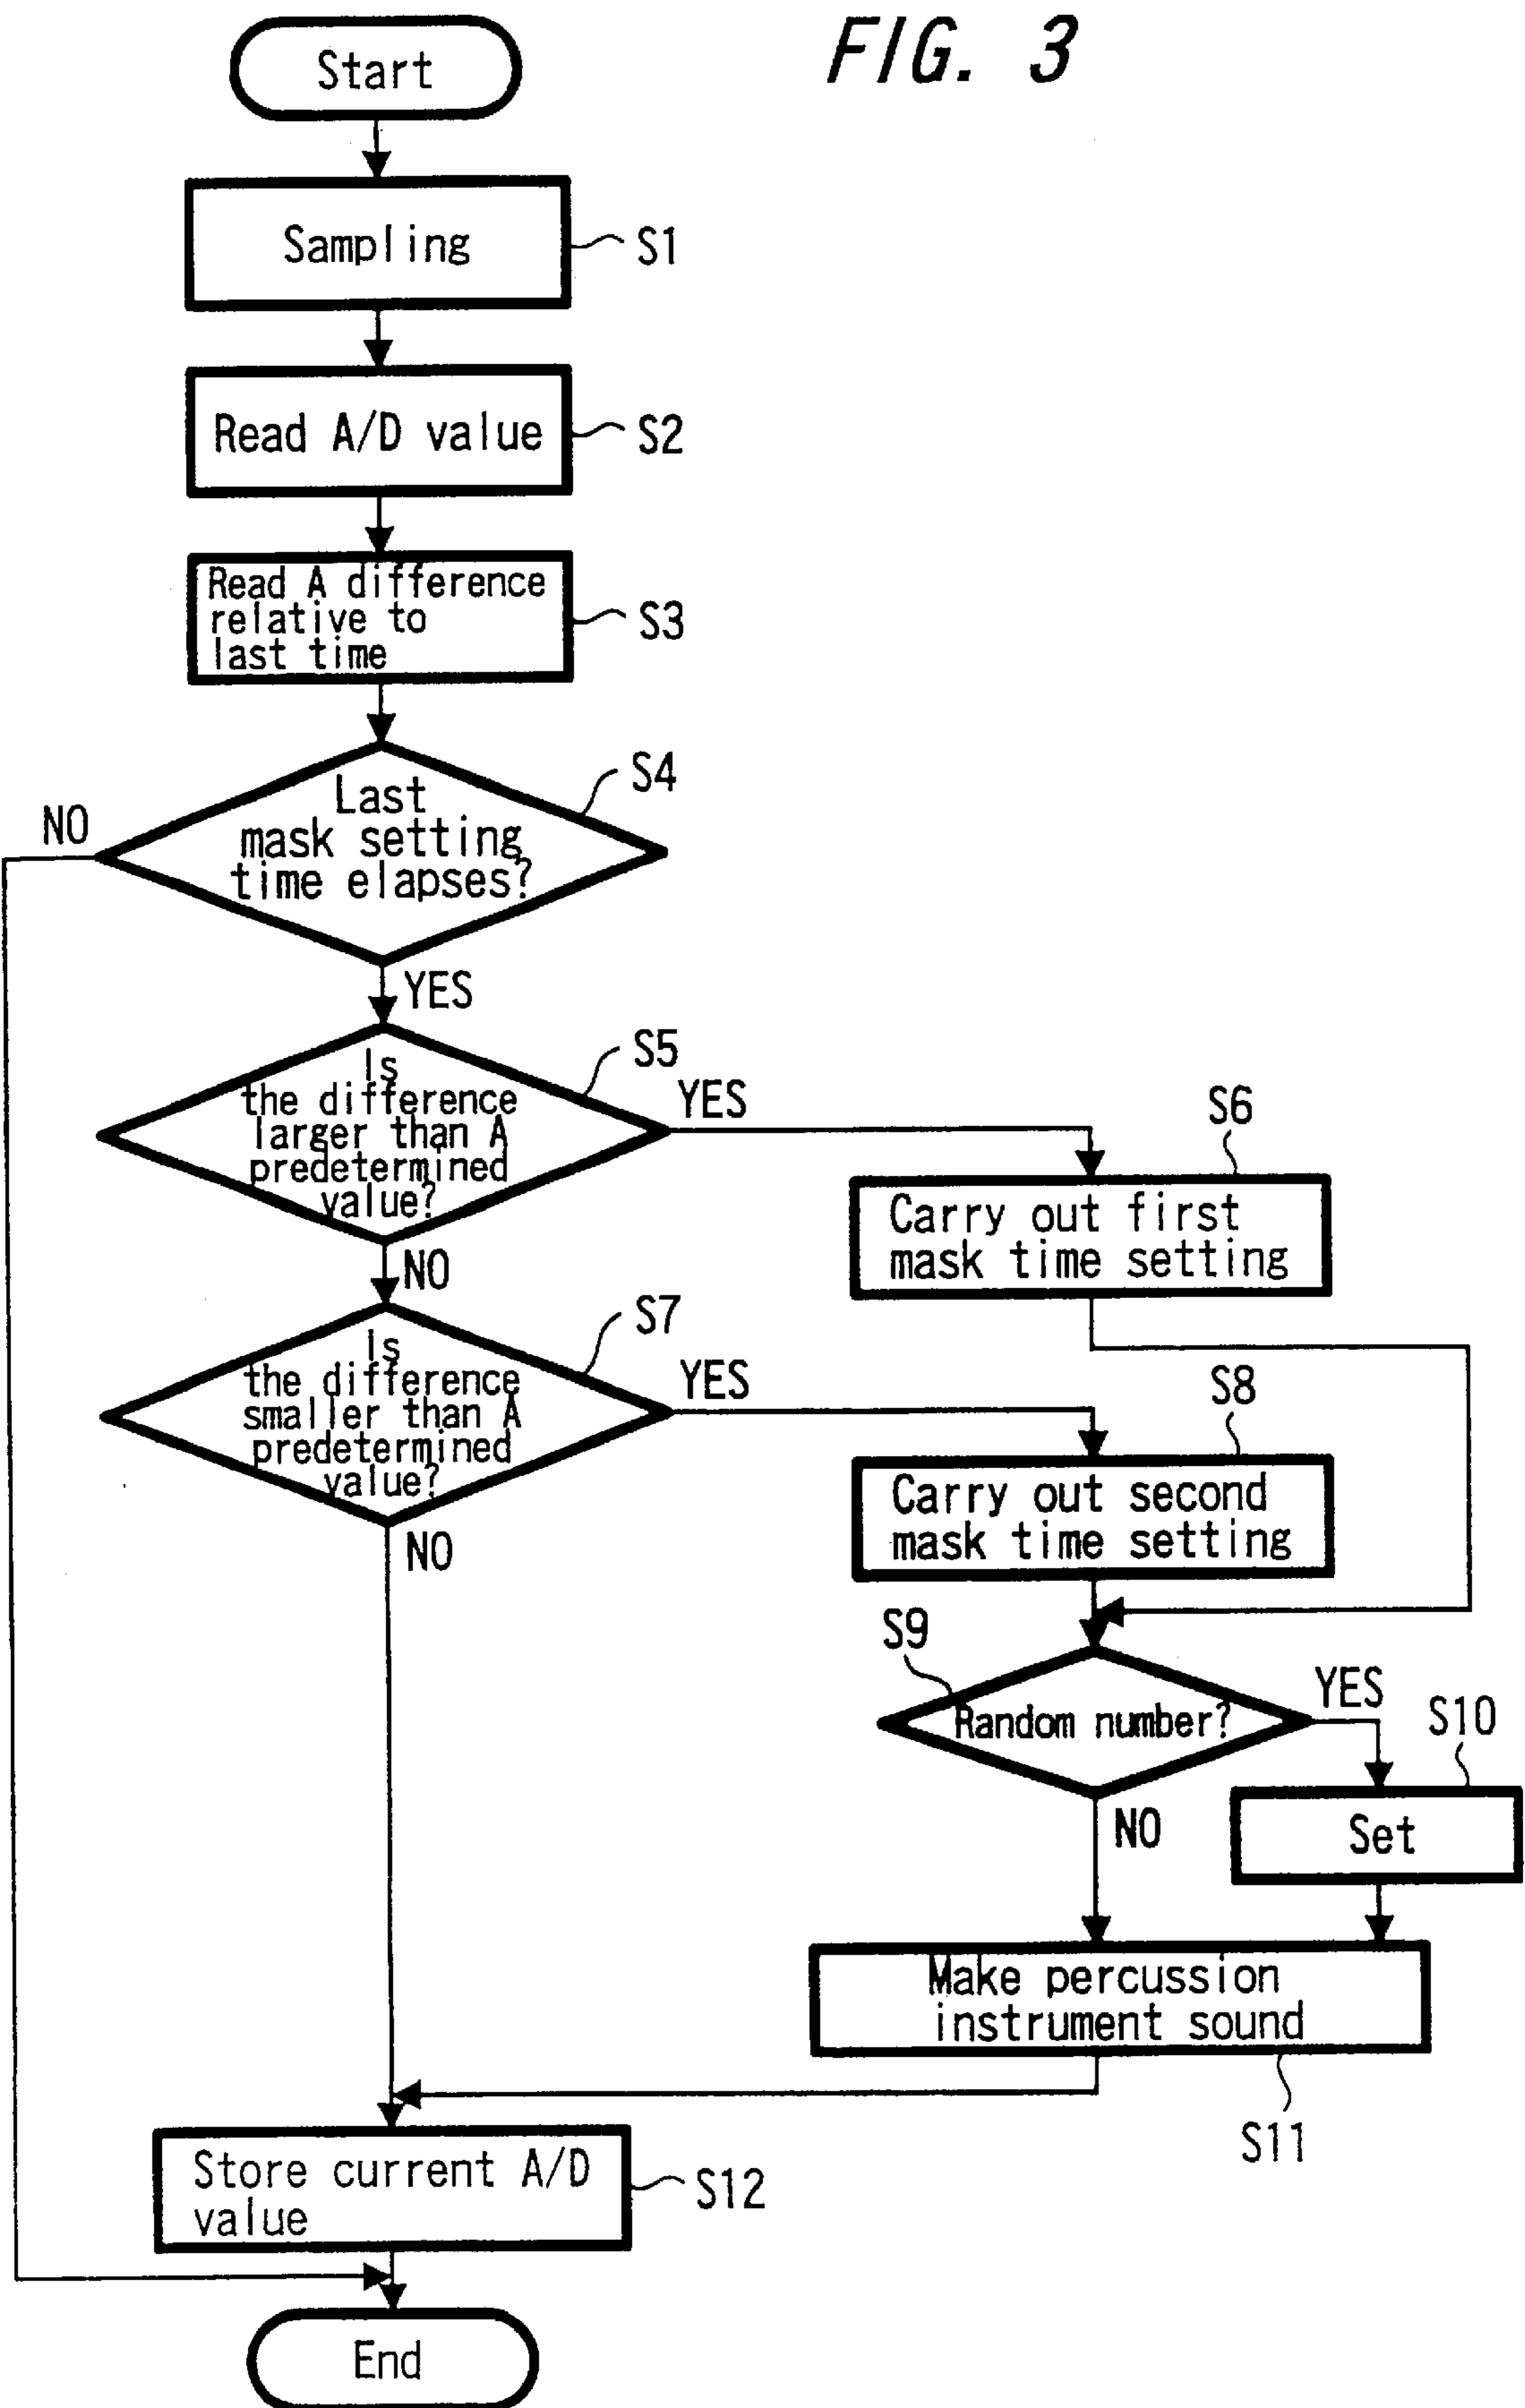 FIG. 3
Start
Sampling
S1
Read A/D value
S2
Read A difference
relative to
last time
S3
Last
mask setting
time elapses?
S4
NO
YES
Is
the difference
larger than A
predetermined
value?
S5
YES
NO
S6
Carry out first
mask time setting
Is
the difference
smaller than A
predetermined
value?
S7
YES
NO
S8
Carry out second
mask time setting
S9
Random number?
YES
NO
S10
Set
Make percussion
instrument sound
S11
Store current A/D
value
S12
End